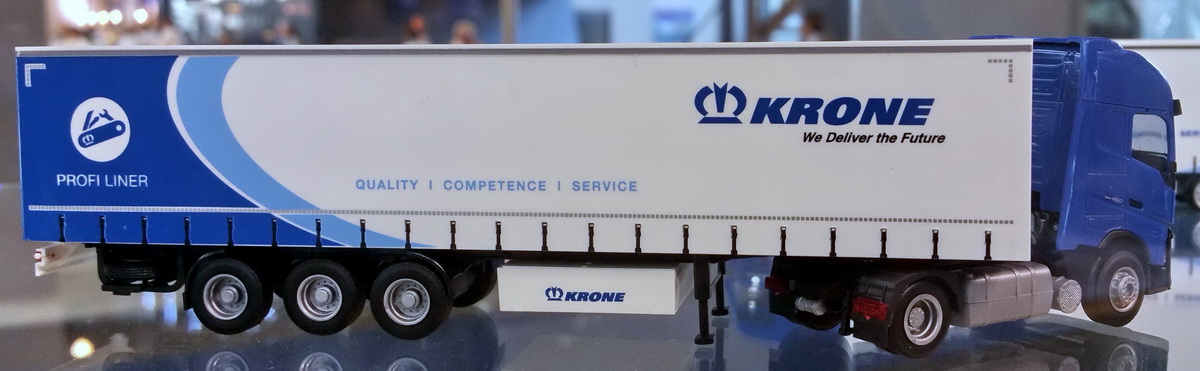 KRONE
We Deliver the Future
PROFI LINER
QUALITY | COMPETENCE | SERVICE
KRONE